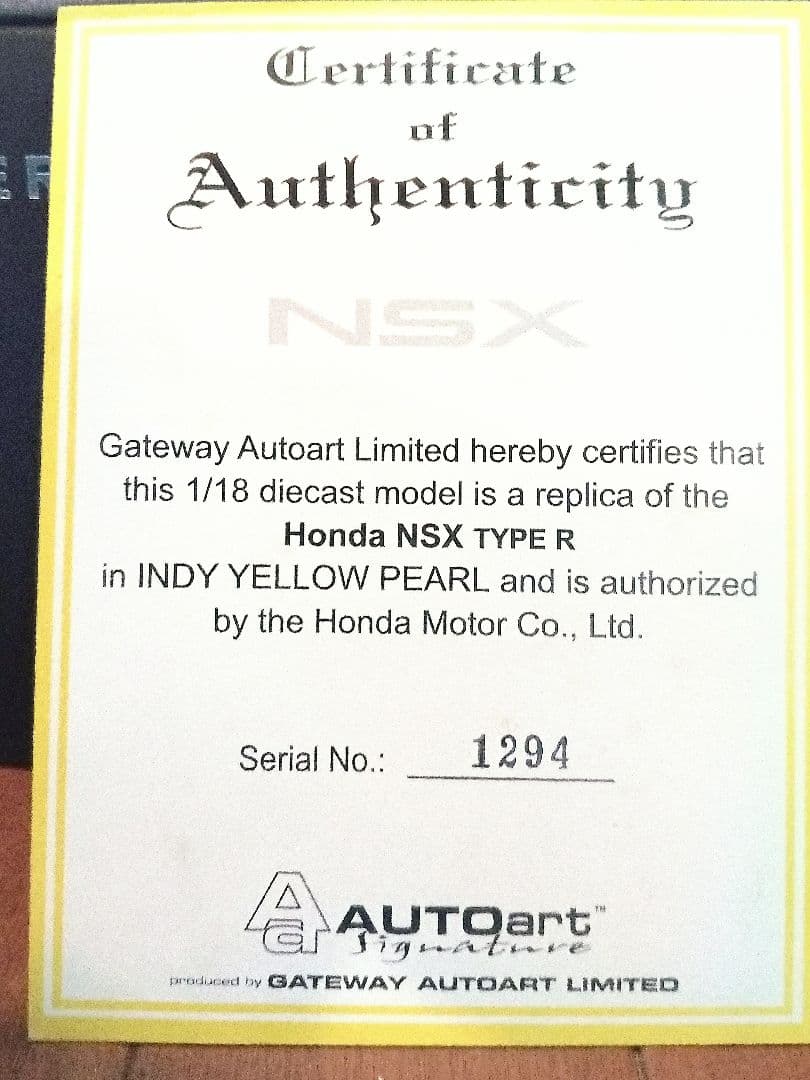 Certificate
of
Authenticity
NSX
Gateway Autoart Limited hereby certifies that
this 1/18 diecast model is a replica of the
Honda NSX TYPE R
in INDY YELLOW PEARL and is authorized
by the Honda Motor Co., Ltd.
Serial No.: 1294
AUTOart™
Signature
produced by GATEWAY AUTOART LIMITED